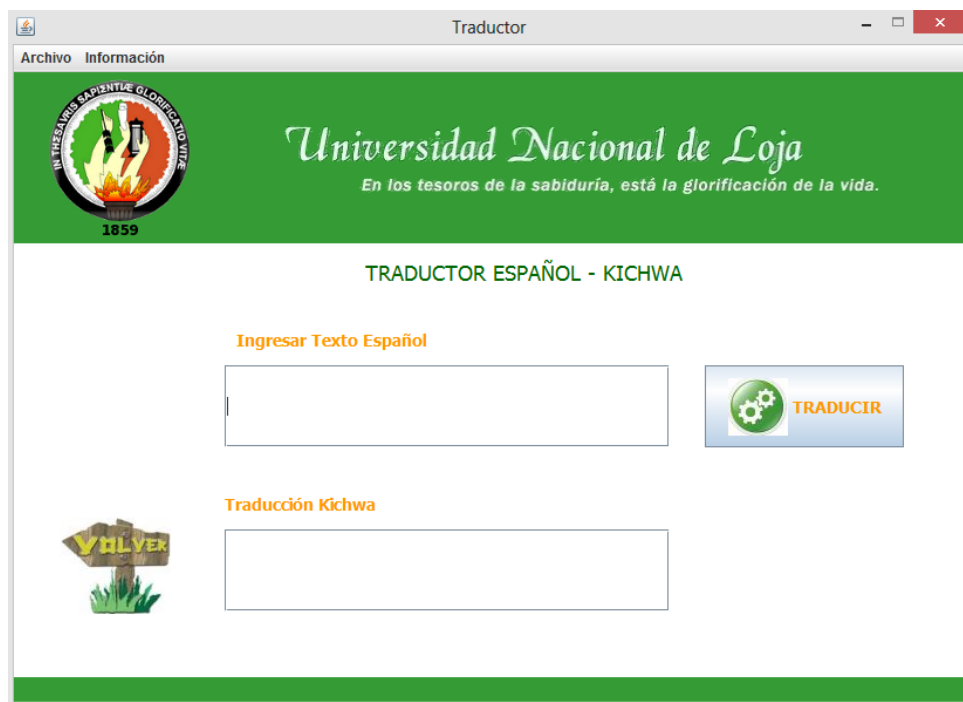 Traductor
Archivo Información
IN THESAVRIS SAPIENTIÆ GLORIFICATIO VITÆ
1859
Universidad Nacional de Loja
En los tesoros de la sabiduría, está la glorificación de la vida.
TRADUCTOR ESPAÑOL - KICHWA
Ingresar Texto Español
TRADUCIR
Traducción Kichwa
VOLVER